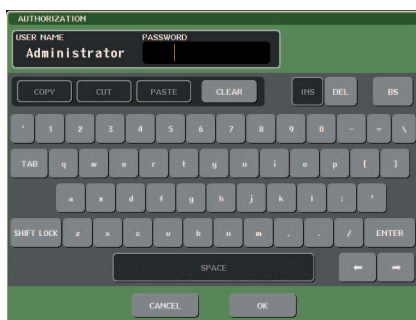 AUTHORIZATION
USER NAME PASSWORD
Administrator
COPY CUT PASTE CLEAR INS DEL BS
` 1 2 3 4 5 6 7 8 9 0 - = \
TAB q w e r t y u i o p [ ]
a s d f g h j k l ; '
SHIFT LOCK z x c v b n m , . / ENTER
SPACE ← →
CANCEL OK